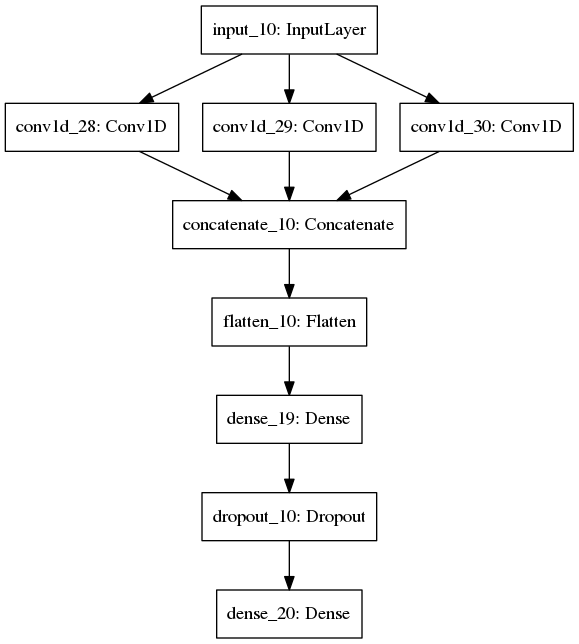 input_10: InputLayer
conv1d_28: Conv1D
conv1d_29: Conv1D
conv1d_30: Conv1D
concatenate_10: Concatenate
flatten_10: Flatten
dense_19: Dense
dropout_10: Dropout
dense_20: Dense